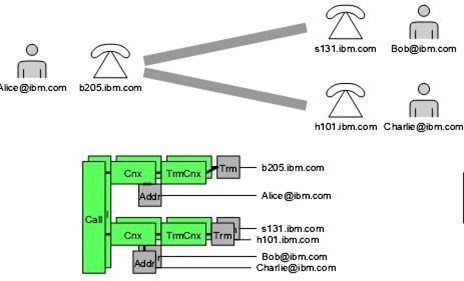 s131.ibm.com Bob@ibm.com
Alice@ibm.com b205.ibm.com
h101.ibm.com Charlie@ibm.com
Cnx TrmCnx Trm b205.ibm.com
Addr Alice@ibm.com
Call
s131.ibm.com
Cnx TrmCnx Trm h101.ibm.com
Bob@ibm.com
Addr Charlie@ibm.com